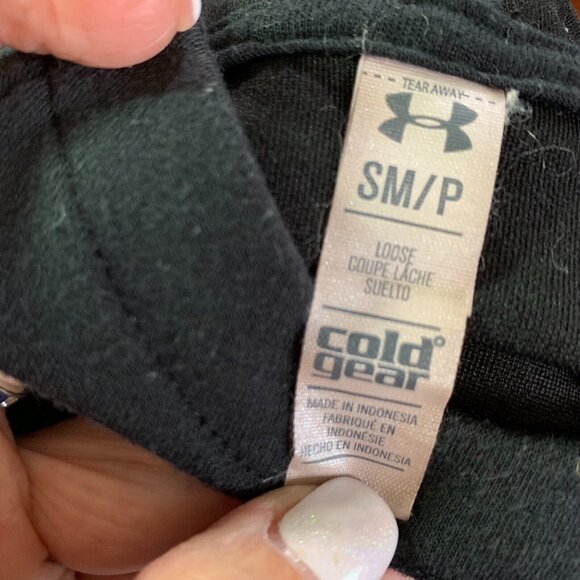 TEAR AWAY
SM/P
LOOSE
COUPE LÂCHE
SUELTO
cold°
gear
MADE IN INDONESIA
FABRIQUÉ EN
INDONÉSIE
HECHO EN INDONESIA